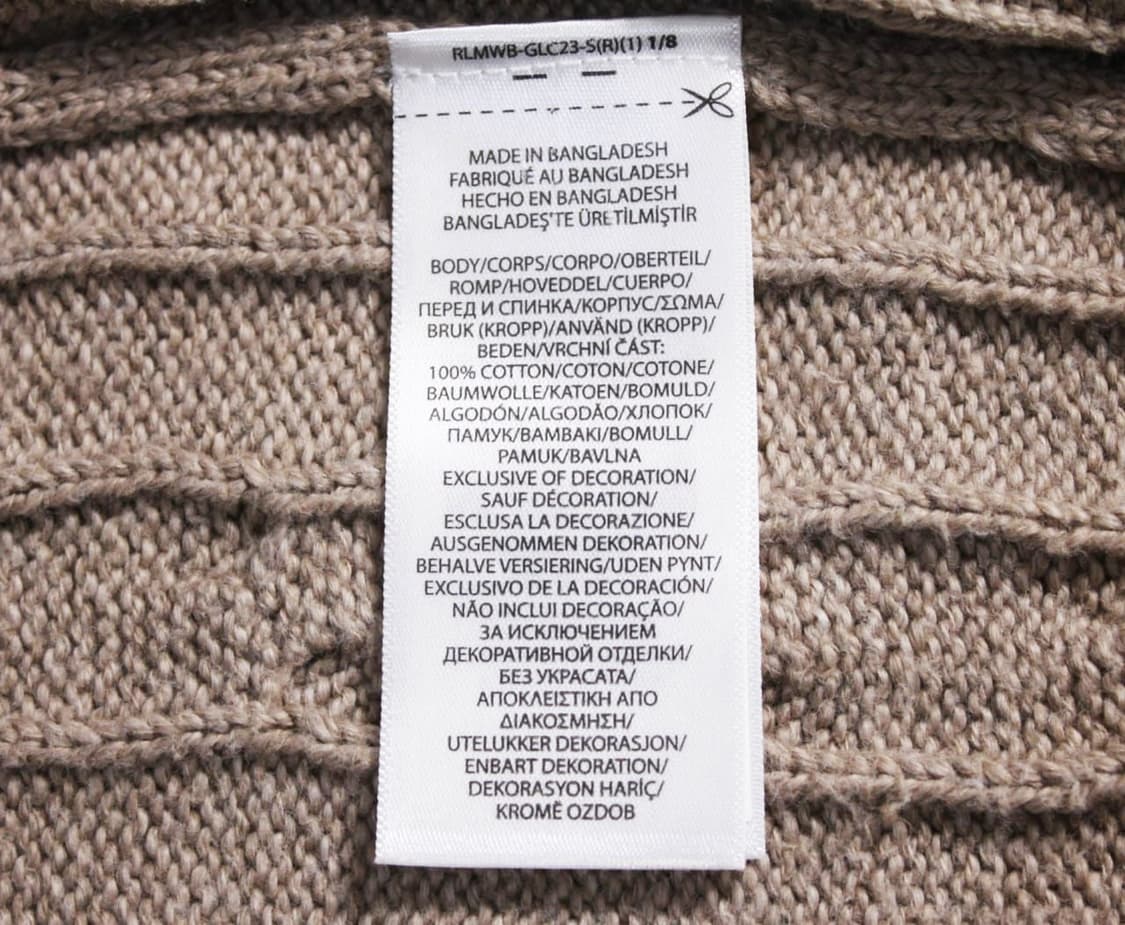 RLMWB-GLC23-S(R)(1) 1/8
MADE IN BANGLADESH
FABRIQUÉ AU BANGLADESH
HECHO EN BANGLADESH
BANGLADEŞ'TE ÜRETİLMİŞTİR
BODY/CORPS/CORPO/OBERTEIL/
ROMP/HOVEDDEL/CUERPO/
ПЕРЕД И СПИНКА/КОРПУС/ΣΩΜΑ/
BRUK (KROPP)/ANVÄND (KROPP)/
BEDEN/VRCHNÍ ČÁST:
100% COTTON/COTON/COTONE/
BAUMWOLLE/KATOEN/BOMULD/
ALGODÓN/ALGODÃO/ХЛОПОК/
ПАМУК/ΒΑΜΒΑΚΙ/BOMULL/
PAMUK/BAVLNA
EXCLUSIVE OF DECORATION/
SAUF DÉCORATION/
ESCLUSA LA DECORAZIONE/
AUSGENOMMEN DEKORATION/
BEHALVE VERSIERING/UDEN PYNT/
EXCLUSIVO DE LA DECORACIÓN/
NÃO INCLUI DECORAÇÃO/
ЗА ИСКЛЮЧЕНИЕМ
ДЕКОРАТИВНОЙ ОТДЕЛКИ/
БЕЗ УКРАСАТА/
ΑΠΟΚΛΕΙΣΤΙΚΗ ΑΠΟ
ΔΙΑΚΟΣΜΗΣΗ/
UTELUKKER DEKORASJON/
ENBART DEKORATION/
DEKORASYON HARİÇ/
KROMĚ OZDOB